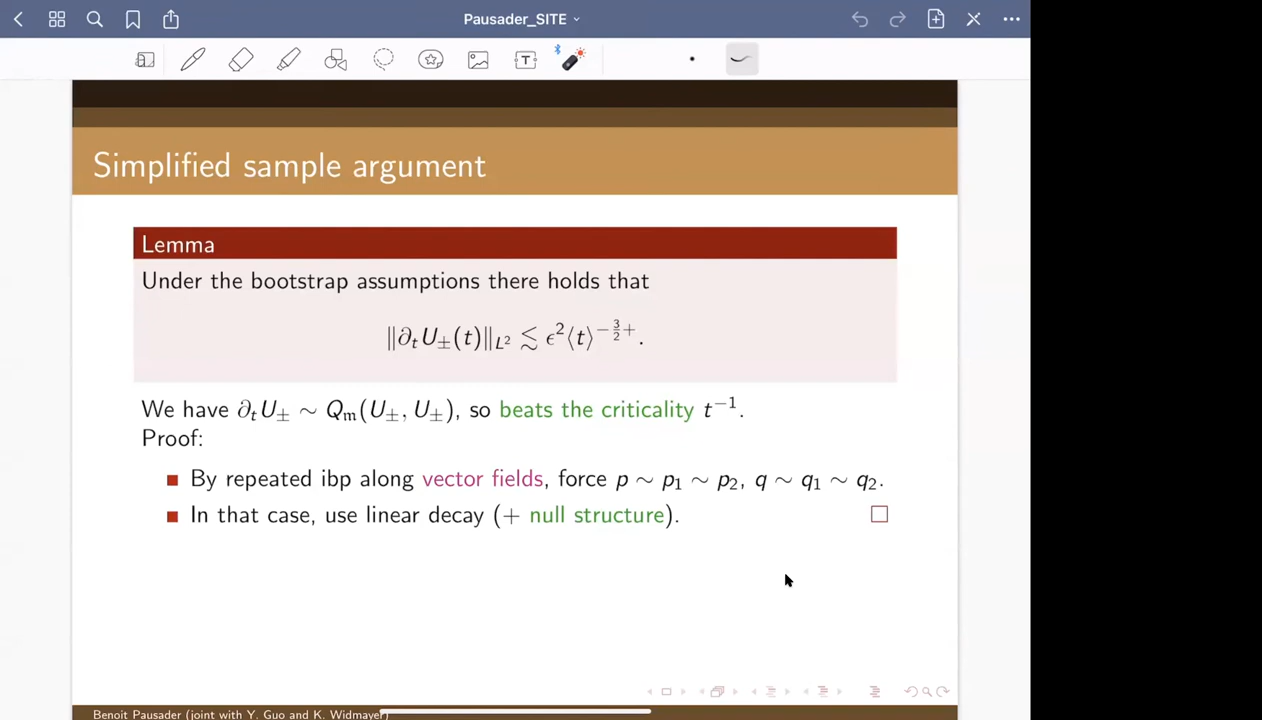 Pausader_SITE
T
Simplified sample argument
Lemma
Under the bootstrap assumptions there holds that
‖∂ₜU±(t)‖_{L²} ≲ ϵ²⟨t⟩^{−3/2+}.
We have ∂ₜU± ∼ Q_𝔪(U±, U±), so beats the criticality t⁻¹.
Proof:
By repeated ibp along vector fields, force p ∼ p₁ ∼ p₂, q ∼ q₁ ∼ q₂.
In that case, use linear decay (+ null structure).
Benoit Pausader (joint with Y. Guo and K. Widmayer)